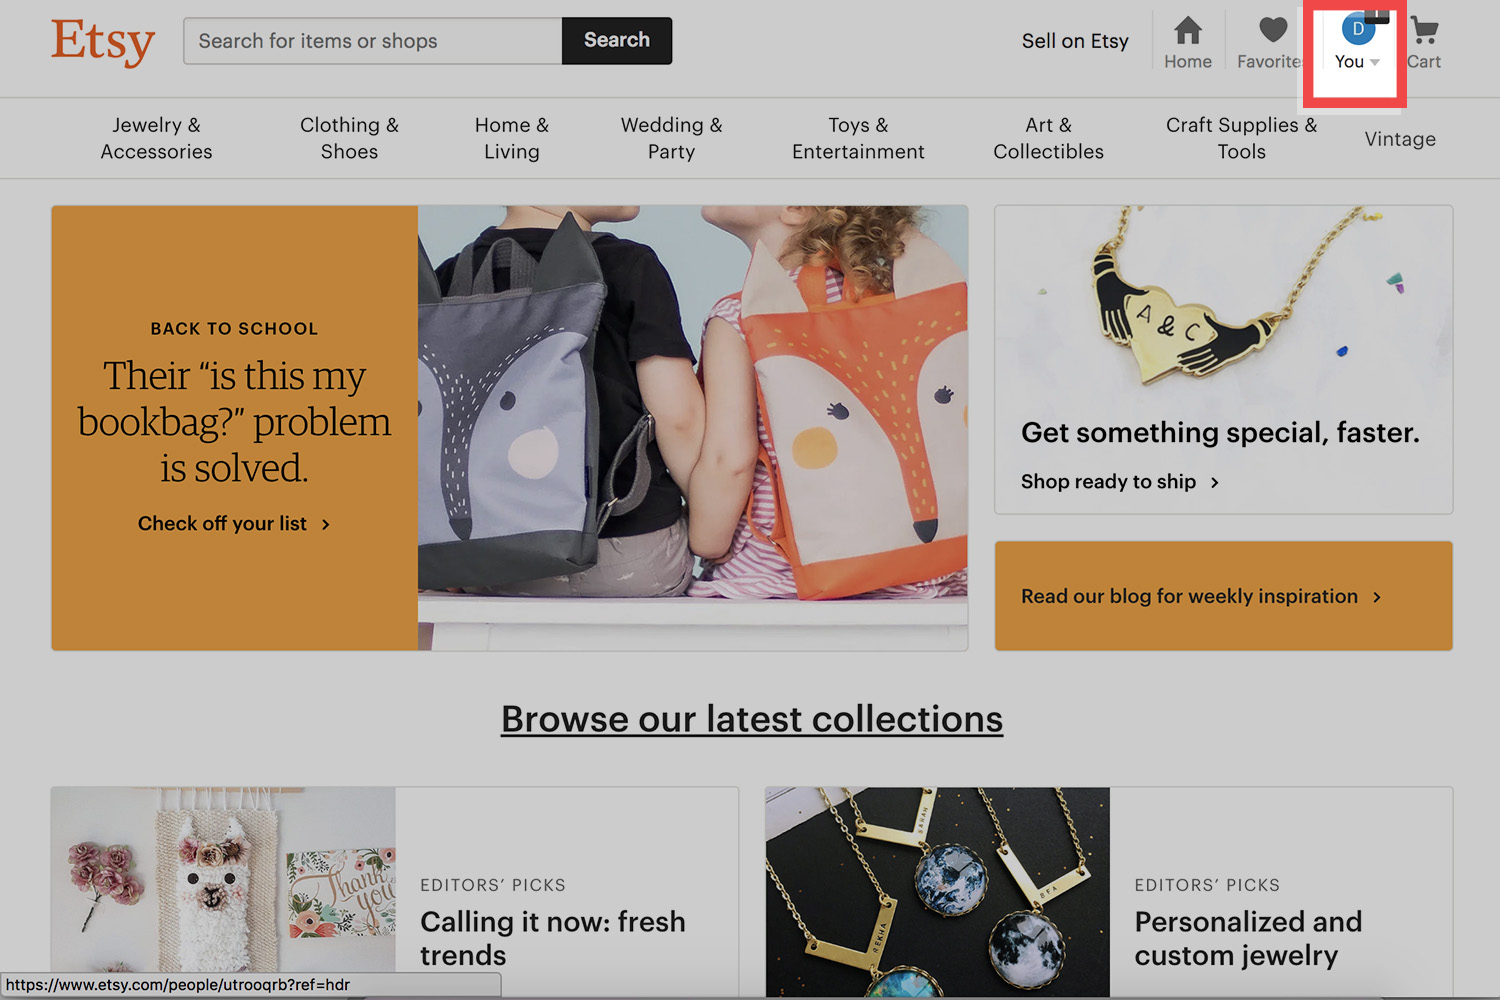 Etsy
Search for items or shops
Search
Sell on Etsy
Home
Favorite
D
You
Cart
Jewelry &
Accessories
Clothing &
Shoes
Home &
Living
Wedding &
Party
Toys &
Entertainment
Art &
Collectibles
Craft Supplies &
Tools
Vintage
BACK TO SCHOOL
Their “is this my
bookbag?” problem
is solved.
Check off your list
A & C
Get something special, faster.
Shop ready to ship
Read our blog for weekly inspiration
Browse our latest collections
Thank
you
EDITORS’ PICKS
Calling it now: fresh
trends
SARAH
BEA
REKHA
EDITORS’ PICKS
Personalized and
custom jewelry
https://www.etsy.com/people/utrooqrb?ref=hdr